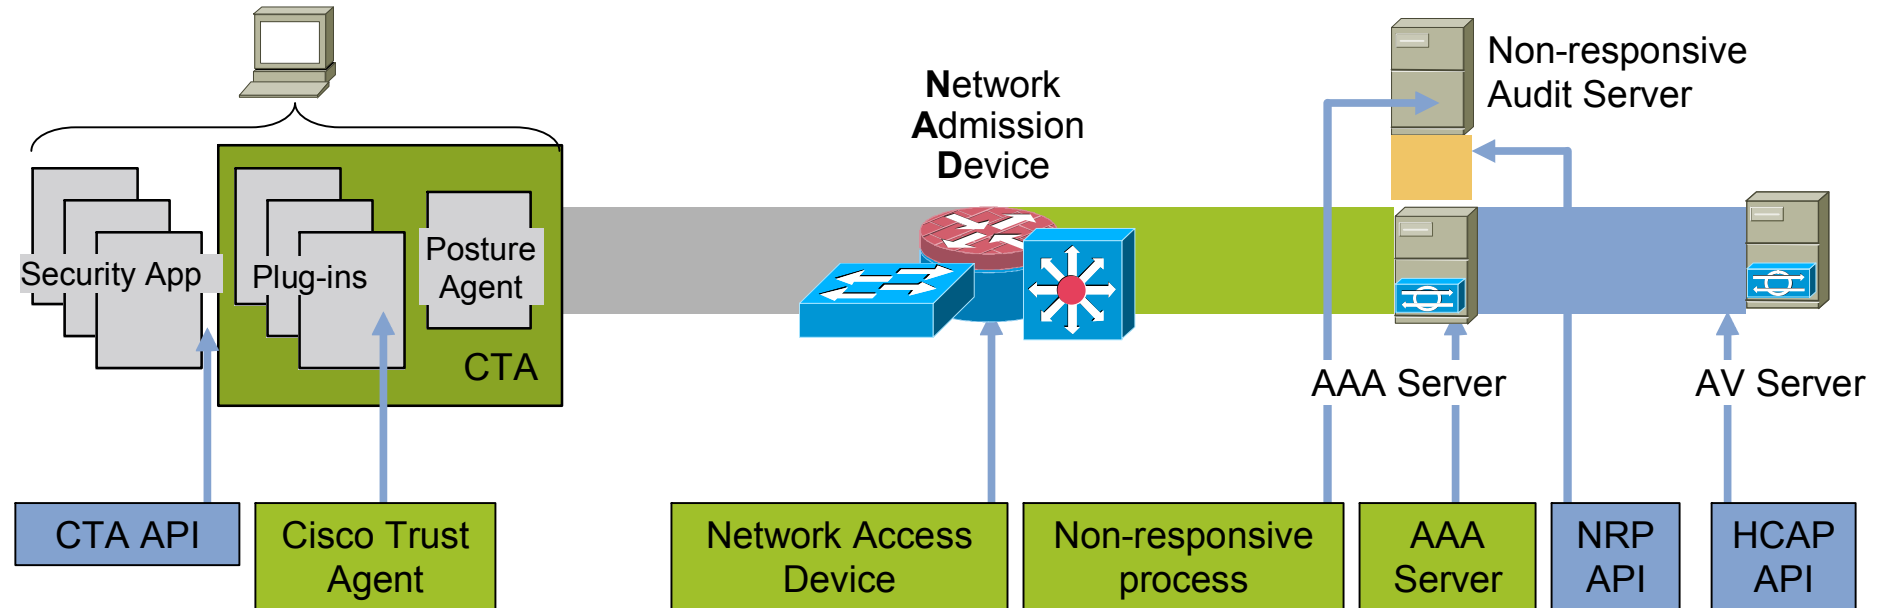 Network
Admission
Device
Non-responsive
Audit Server
Security App
Plug-ins
Posture
Agent
CTA
AAA Server
AV Server
CTA API
Cisco Trust
Agent
Network Access
Device
Non-responsive
process
AAA
Server
NRP
API
HCAP
API